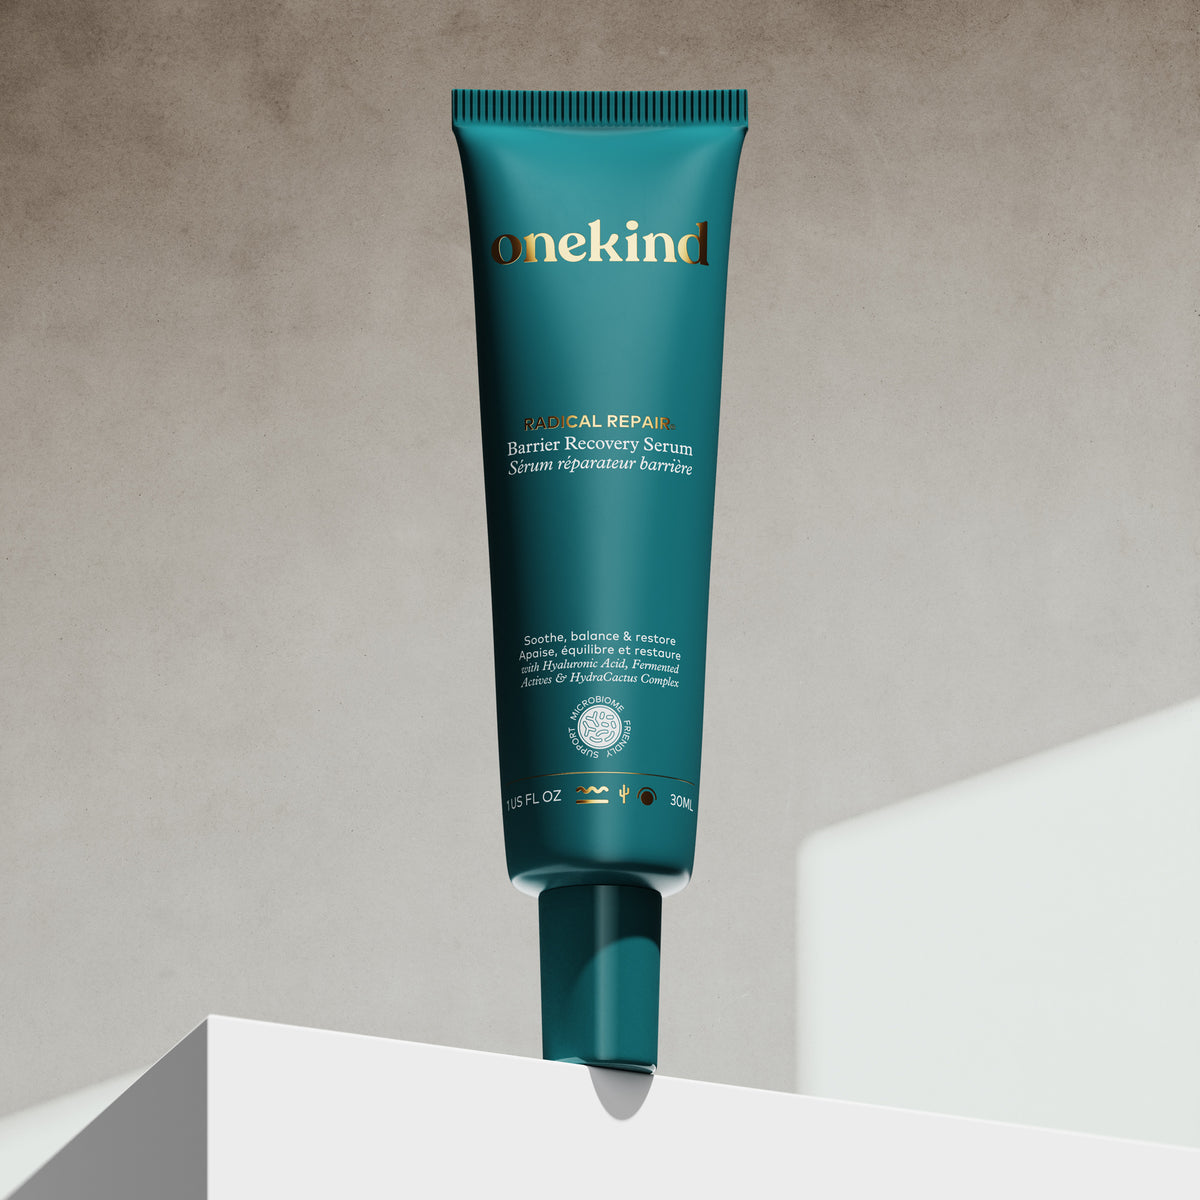 onekind
RADICAL REPAIR
Barrier Recovery Serum
Sérum réparateur barrière
Soothe, balance & restore
Apaise, équilibre et restaure
with Hyaluronic Acid, Fermented
Actives & HydraCactus Complex
MICROBIOME FRIENDLY SUPPORT
1 US FL OZ 30ML